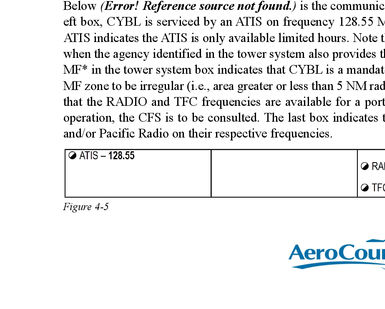 Below (Error! Reference source not found.) is the communic
eft box, CYBL is serviced by an ATIS on frequency 128.55 M
ATIS indicates the ATIS is only available limited hours. Note t
when the agency identified in the tower system also provides t
MF* in the tower system box indicates that CYBL is a mandat
MF zone to be irregular (i.e., area greater or less than 5 NM rad
that the RADIO and TFC frequencies are available for a port
operation, the CFS is to be consulted. The last box indicates t
and/or Pacific Radio on their respective frequencies.
ATIS – 128.55
RA
TFC
Figure 4-5
AeroCour